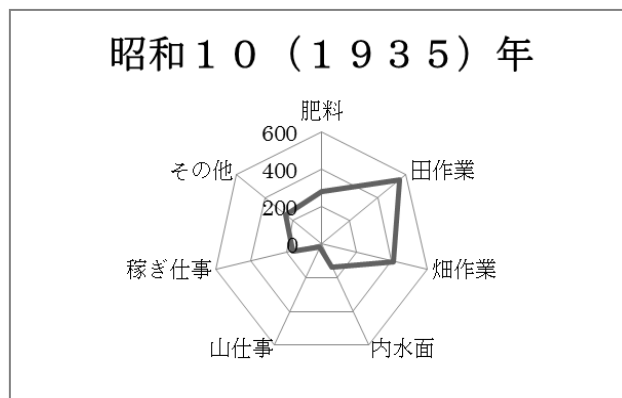 昭和１０（１９３５）年
肥料
600
その他
田作業
400
200
0
稼ぎ仕事
畑作業
山仕事
内水面